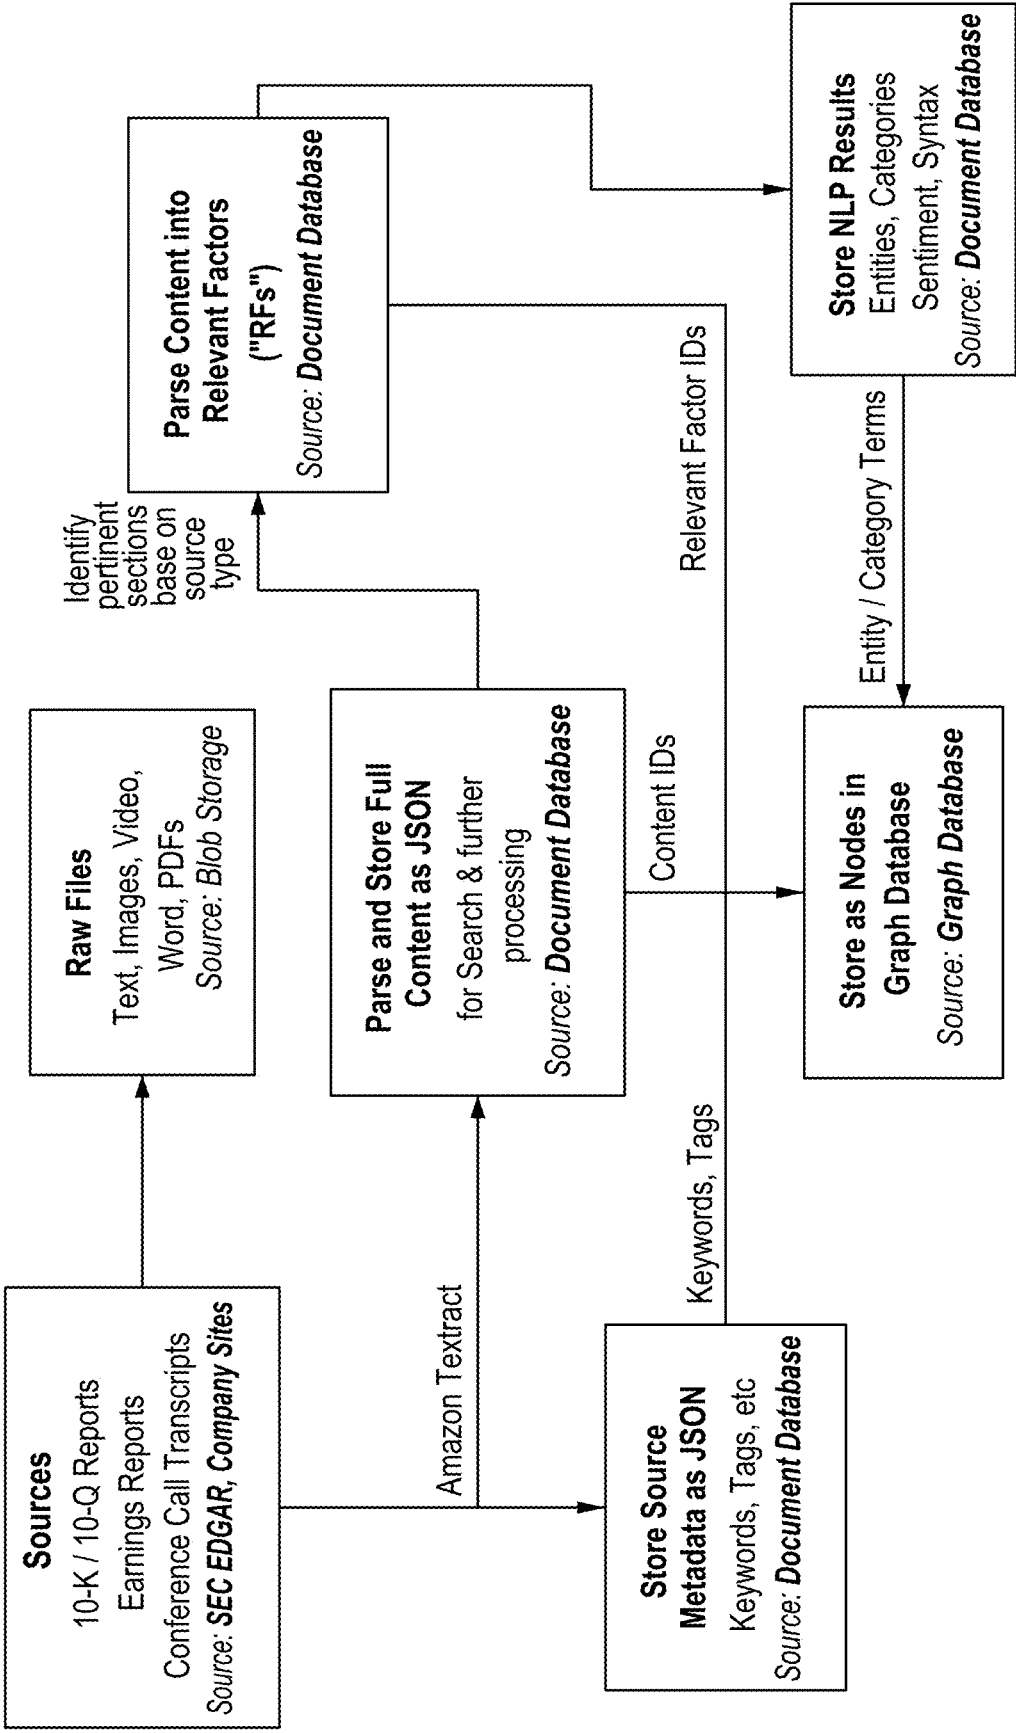 Sources
10-K / 10-Q Reports
Earnings Reports
Conference Call Transcripts
Source: SEC EDGAR, Company Sites
Raw Files
Text, Images, Video,
Word, PDFs
Source: Blob Storage
Amazon Textract
Parse and Store Full
Content as JSON
for Search & further
processing
Source: Document Database
Identify
pertinent
sections
base on
source
type
Parse Content into
Relevant Factors
("RFs")
Source: Document Database
Store Source
Metadata as JSON
Keywords, Tags, etc
Source: Document Database
Keywords, Tags
Content IDs
Relevant Factor IDs
Store as Nodes in
Graph Database
Source: Graph Database
Entity / Category Terms
Store NLP Results
Entities, Categories
Sentiment, Syntax
Source: Document Database